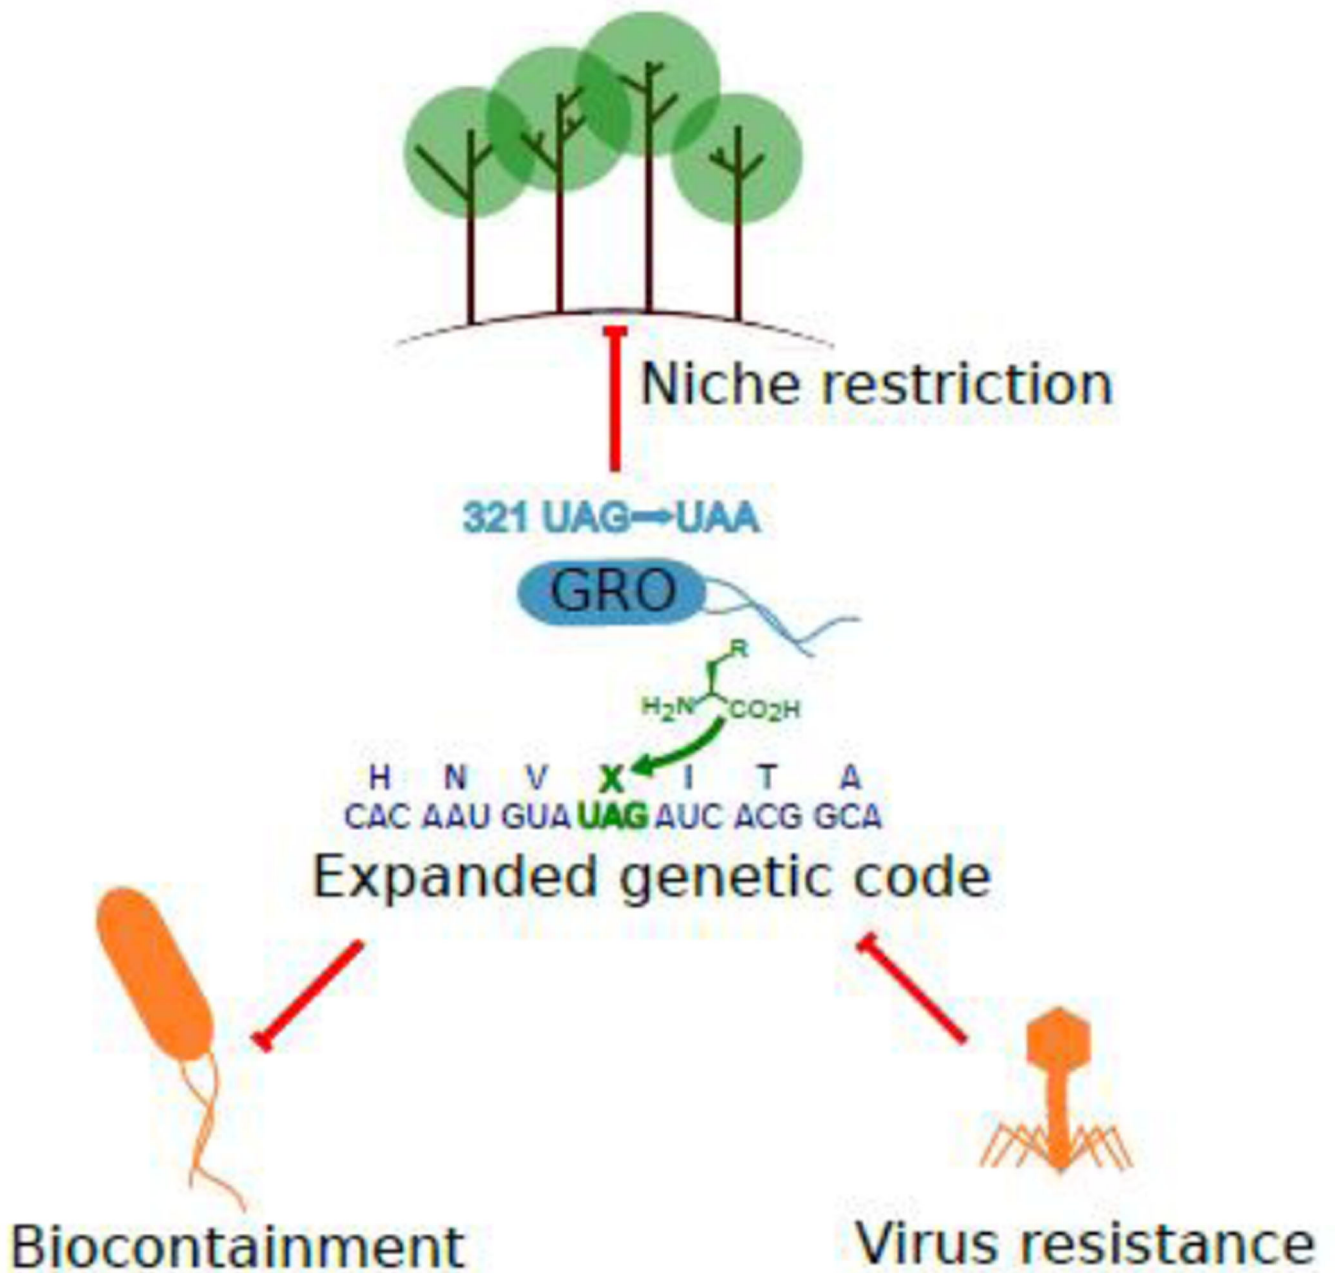 Niche restriction
321 UAG→UAA
GRO
R
H₂N CO₂H
H N V X I T A
CAC AAU GUA UAG AUC ACG GCA
Expanded genetic code
Biocontainment
Virus resistance